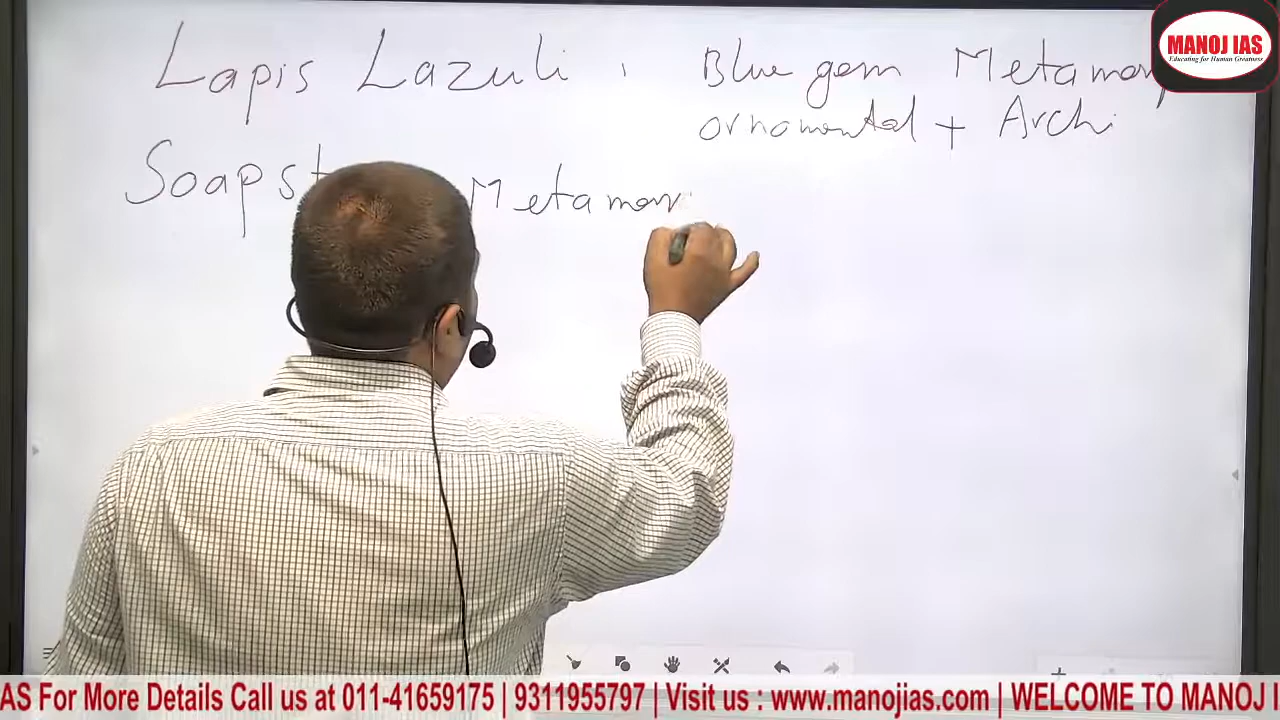 Lapis Lazuli , Blue gem Metamorp
ornamental + Archi
Soapst Metamor
MANOJ IAS
Educating for Human Greatness
AS For More Details Call us at 011-41659175 | 9311955797 | Visit us : www.manojias.com | WELCOME TO MANOJ I